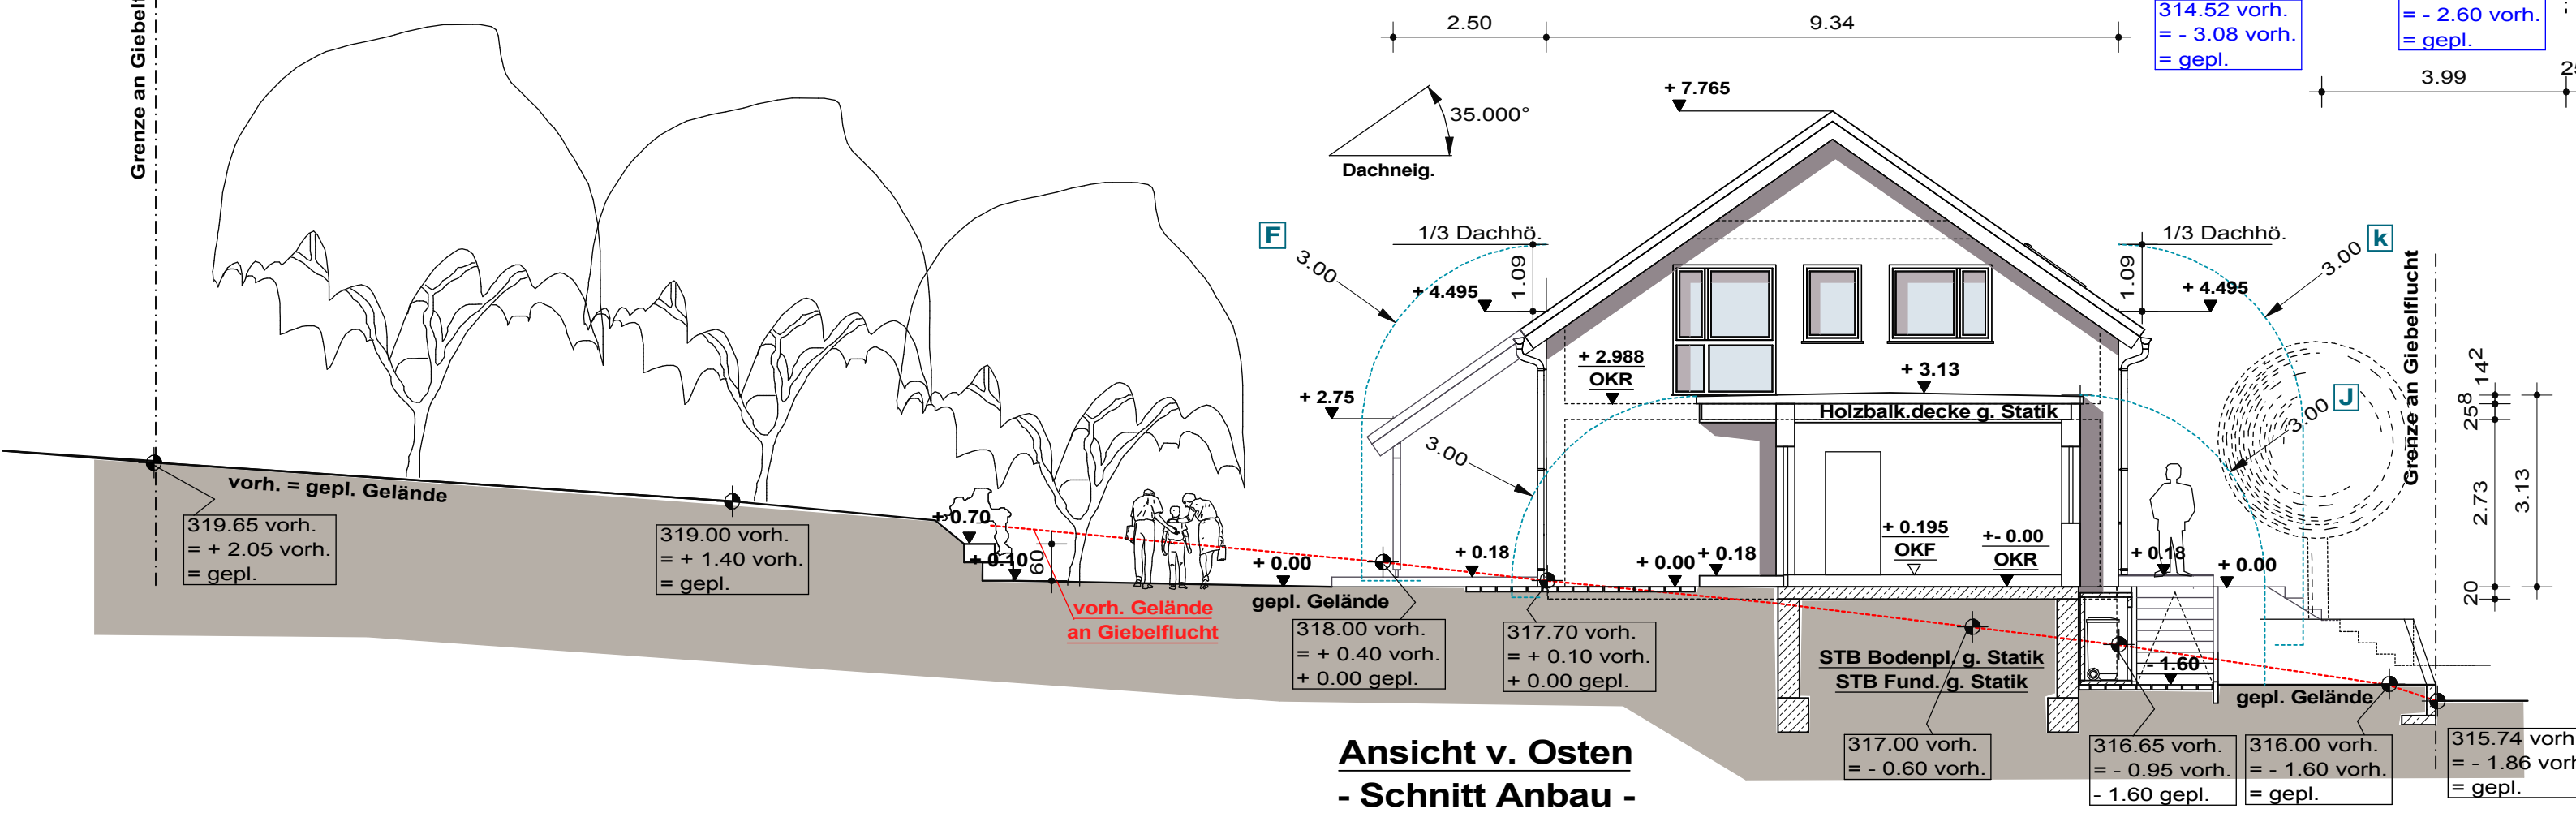 Grenze an Giebelf
2.50
9.34
314.52 vorh.
= - 3.08 vorh.
= gepl.
= - 2.60 vorh.
= gepl.
3.99
+ 7.765
35.000°
Dachneig.
F
3.00
1/3 Dachhö.
1.09
+ 4.495
1/3 Dachhö.
1.09
+ 4.495
3.00
k
Grenze an Giebelflucht
+ 2.988
OKR
+ 3.13
+ 2.75
Holzbalk.decke g. Statik
3.00
3.00
J
14²
8
25
2.73
3.13
20
vorh. = gepl. Gelände
319.65 vorh.
= + 2.05 vorh.
= gepl.
319.00 vorh.
= + 1.40 vorh.
= gepl.
+ 0.70
+ 0.10
60
vorh. Gelände
an Giebelflucht
+ 0.00
gepl. Gelände
+ 0.18
+ 0.00
+ 0.18
+ 0.195
OKF
+- 0.00
OKR
+ 0.18
+ 0.00
318.00 vorh.
= + 0.40 vorh.
+ 0.00 gepl.
317.70 vorh.
= + 0.10 vorh.
+ 0.00 gepl.
STB Bodenpl. g. Statik
STB Fund. g. Statik
- 1.60
gepl. Gelände
317.00 vorh.
= - 0.60 vorh.
316.65 vorh.
= - 0.95 vorh.
- 1.60 gepl.
316.00 vorh.
= - 1.60 vorh.
= gepl.
315.74 vorh
= - 1.86 vorh
= gepl.
Ansicht v. Osten
- Schnitt Anbau -